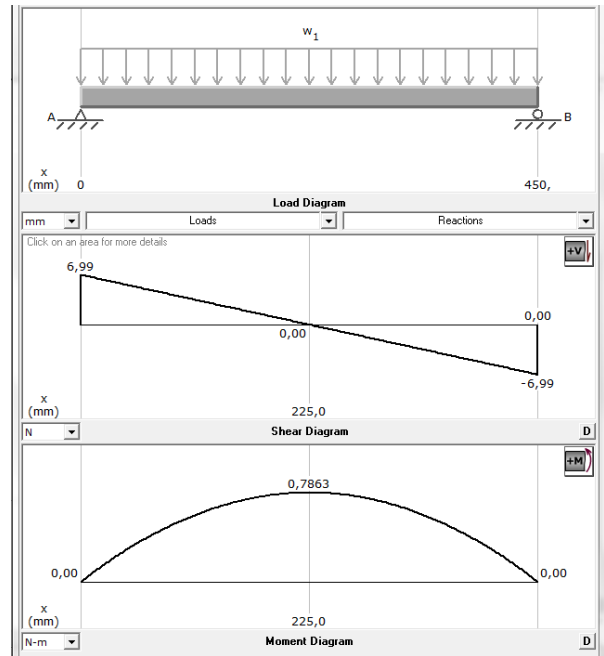 w1
A
B
x
(mm) 0 450,
Load Diagram
mm Loads Reactions
Click on an area for more details
+V
6,99
0,00
0,00
-6,99
x
(mm) 225,0
N Shear Diagram D
+M
0,7863
0,00 0,00
x
(mm) 225,0
N-m Moment Diagram D